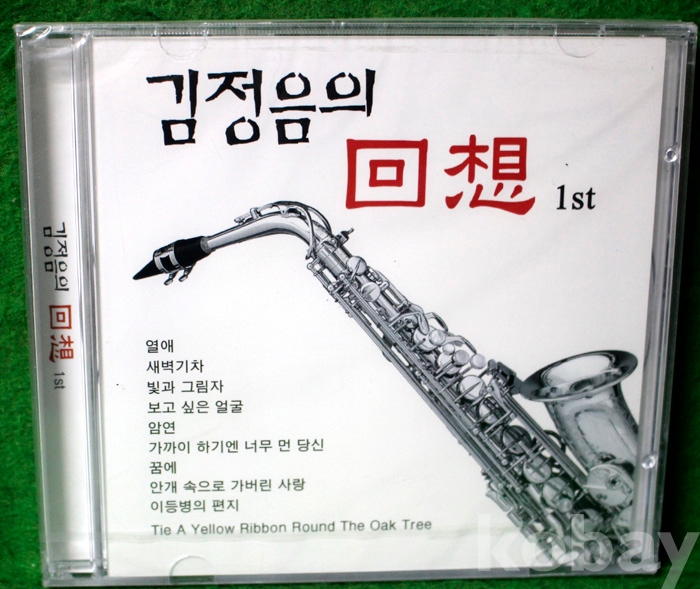 김정음의
回想 1st
김정음의 回想 1st
열애
새벽기차
빛과 그림자
보고 싶은 얼굴
암연
가까이 하기엔 너무 먼 당신
꿈에
안개 속으로 가버린 사랑
이등병의 편지
Tie A Yellow Ribbon Round The Oak Tree
kobay